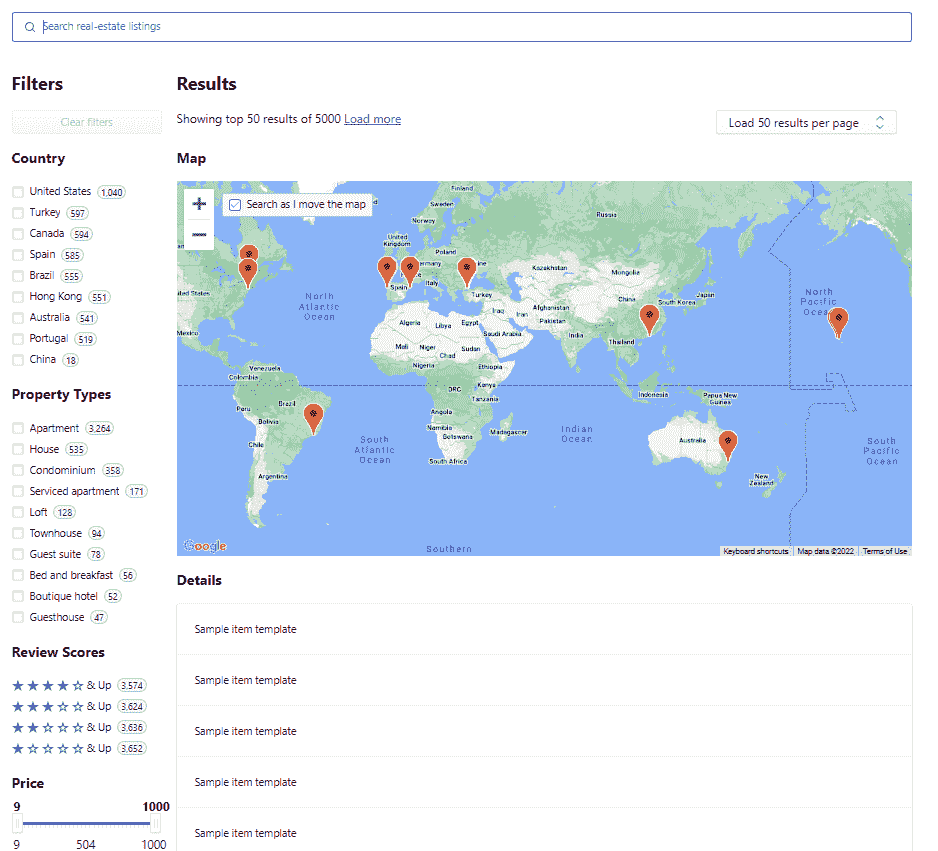 Search real-estate listings
Filters
Clear filters
Country
United States 1,040
Turkey 597
Canada 594
Spain 585
Brazil 555
Hong Kong 551
Australia 541
Portugal 519
China 18
Property Types
Apartment 3,264
House 535
Condominium 358
Serviced apartment 171
Loft 128
Townhouse 94
Guest suite 78
Bed and breakfast 56
Boutique hotel 52
Guesthouse 47
Review Scores
& Up 3,574
& Up 3,624
& Up 3,636
& Up 3,652
Price
9 1000
9 504 1000
Results
Showing top 50 results of 5000 Load more
Load 50 results per page
Map
+
−
Search as I move the map
Finland
Sweden
Norway
Russia
United
Kingdom
Poland
Spain
Italy
Turkey
Kazakhstan
Mongolia
China
South Korea
Japan
Iraq
Iran
Afghanistan
Pakistan
India
Thailand
Algeria
Libya
Egypt
Saudi Arabia
Mali
Niger
Sudan
Chad
Nigeria
Ethiopia
DRC
Kenya
Tanzania
Angola
Namibia
Botswana
Madagascar
South Africa
North
Atlantic
Ocean
Mexico
Venezuela
Colombia
Peru
Brazil
Bolivia
Chile
Argentina
South
Atlantic
Ocean
Indian
Ocean
Indonesia
Papua New
Guinea
Australia
New
Zealand
North
Pacific
South
Pacific
Ocean
Southern
Google
Keyboard shortcuts
Map data ©2022
Terms of Use
Details
Sample item template
Sample item template
Sample item template
Sample item template
Sample item template